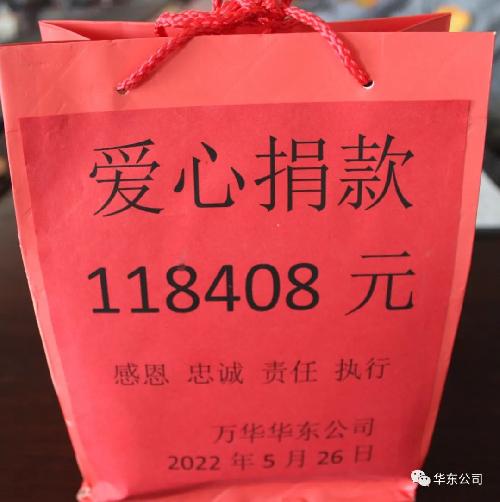 爱心捐款
118408 元
感恩 忠诚 责任 执行
万华华东公司
2022 年 5 月 26 日
华东公司